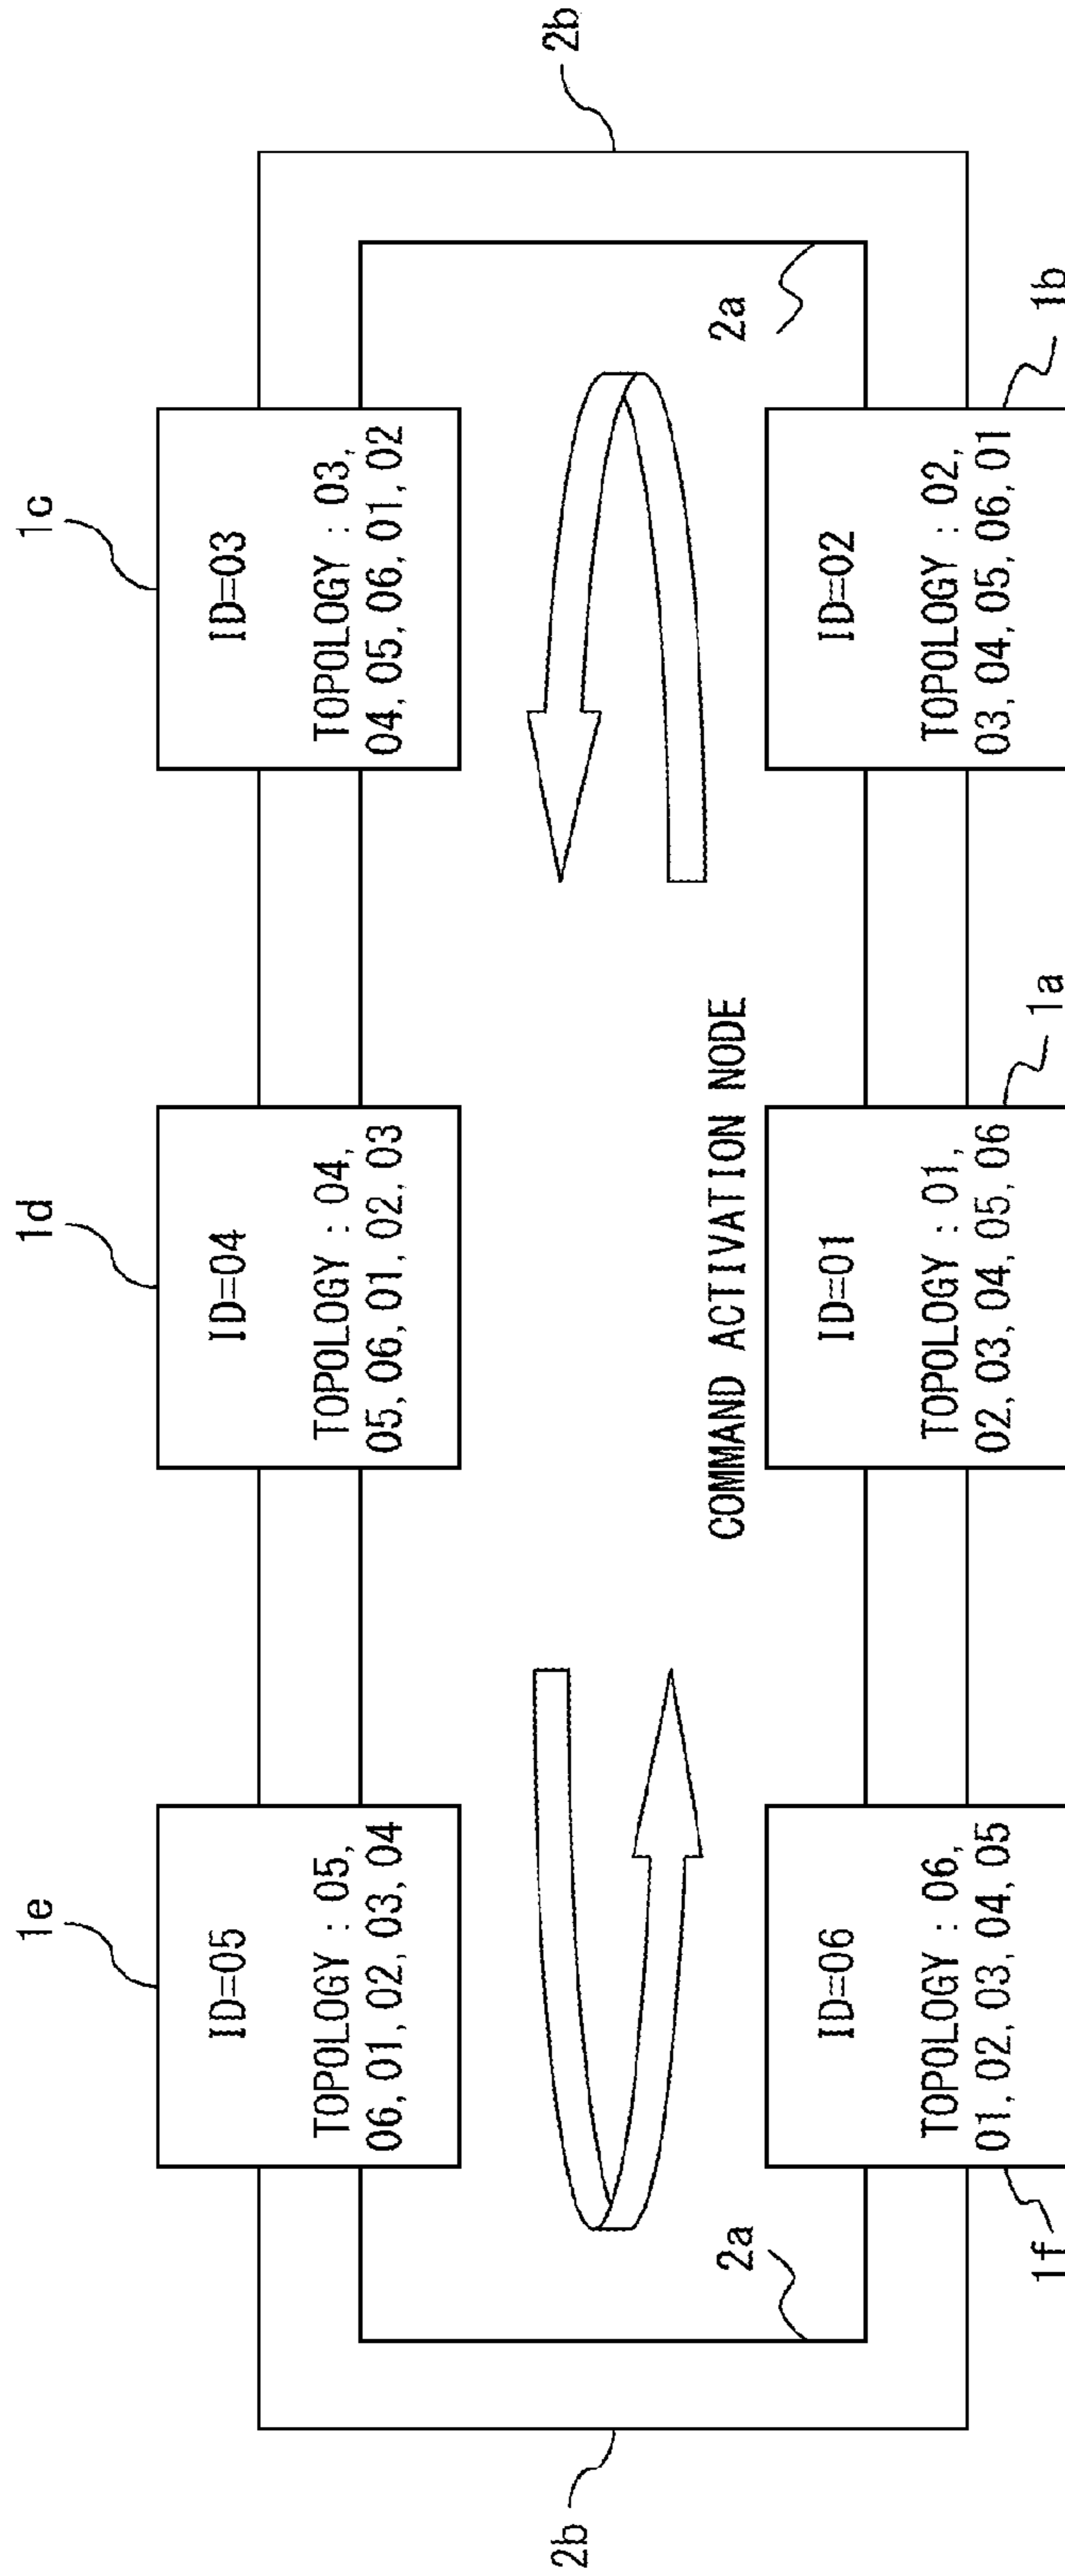 1e
1d
1c
ID=05
TOPOLOGY : 05,
06, 01, 02, 03, 04
ID=04
TOPOLOGY : 04,
05, 06, 01, 02, 03
ID=03
TOPOLOGY : 03,
04, 05, 06, 01, 02
2b
2b
2a
2a
COMMAND ACTIVATION NODE
ID=06
TOPOLOGY : 06,
01, 02, 03, 04, 05
ID=01
TOPOLOGY : 01,
02, 03, 04, 05, 06
ID=02
TOPOLOGY : 02,
03, 04, 05, 06, 01
1f
1a
1b